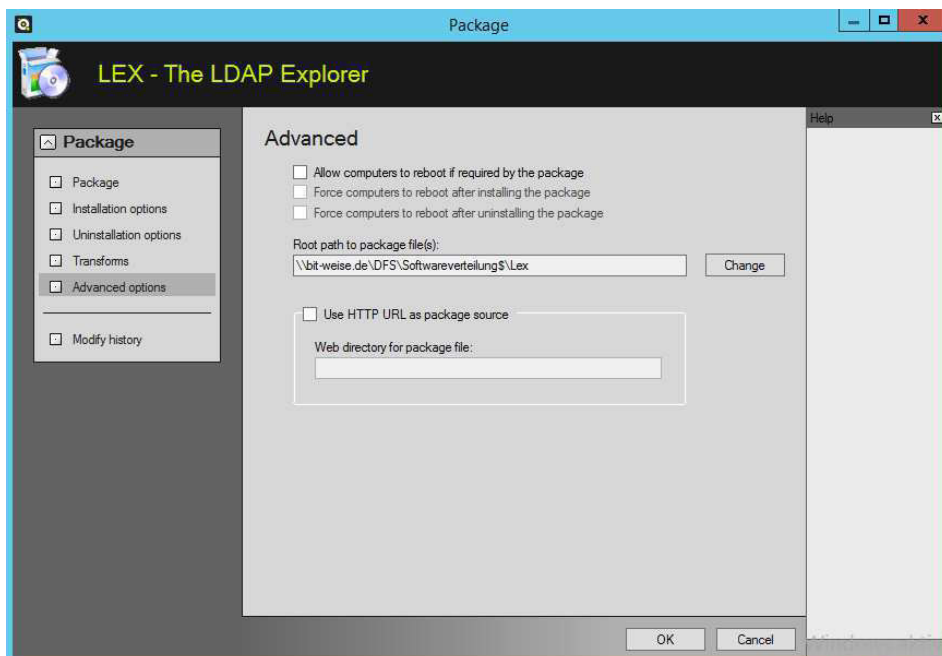 Package
LEX - The LDAP Explorer
Package
Package
Installation options
Uninstallation options
Transforms
Advanced options
Modify history
Advanced
Allow computers to reboot if required by the package
Force computers to reboot after installing the package
Force computers to reboot after uninstalling the package
Root path to package file(s):
\\bit-weise.de\DFS\Softwareverteilung$\Lex
Change
Use HTTP URL as package source
Web directory for package file:
Help
OK
Cancel